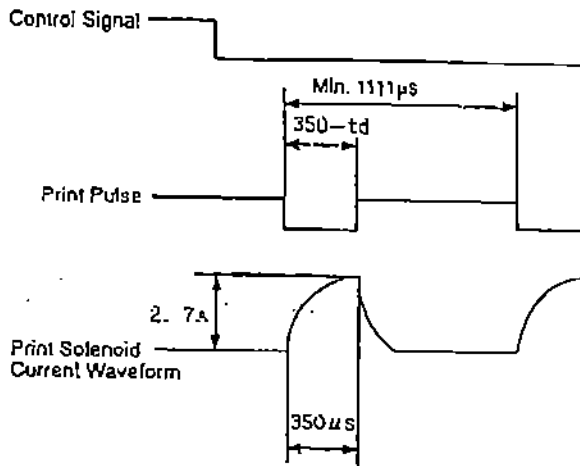 Control Signal
Min. 1111μS
350-td
Print Pulse
2. 7A
Print Solenoid
Current Waveform
350μs